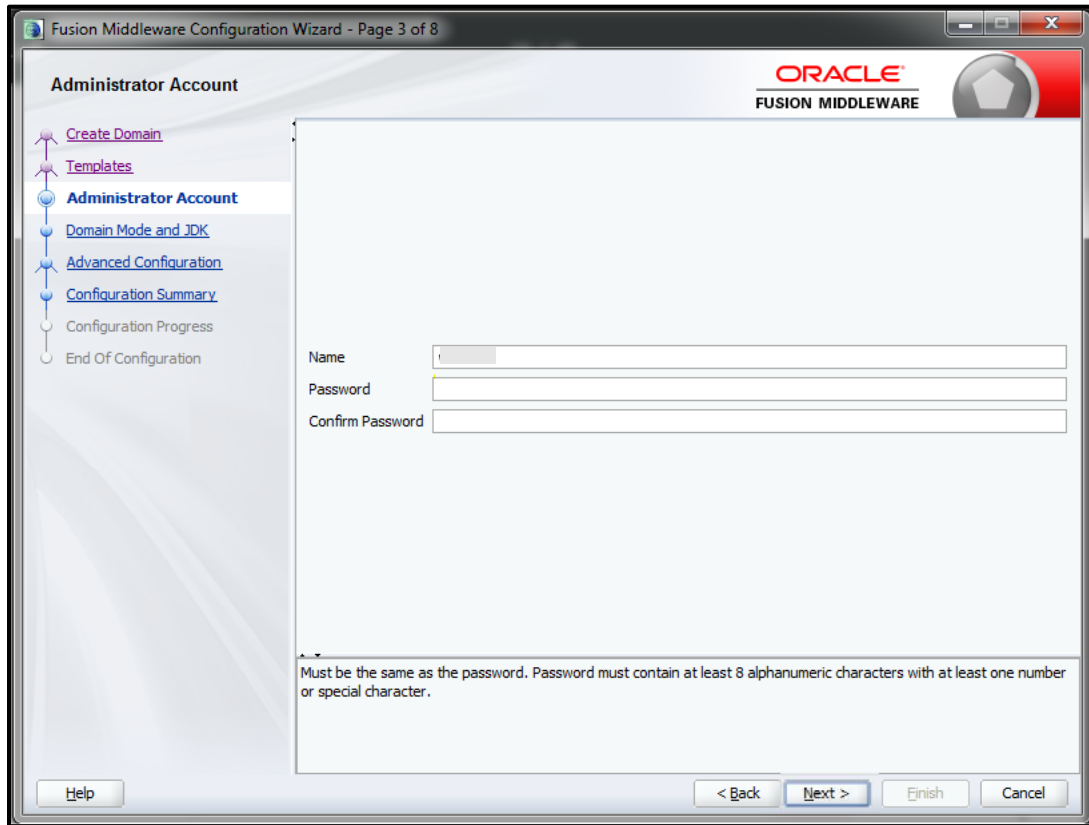 Fusion Middleware Configuration Wizard - Page 3 of 8
Administrator Account
ORACLE
FUSION MIDDLEWARE
Create Domain
Templates
Administrator Account
Domain Mode and JDK
Advanced Configuration
Configuration Summary
Configuration Progress
End Of Configuration
Name
Password
Confirm Password
Must be the same as the password. Password must contain at least 8 alphanumeric characters with at least one number
or special character.
Help
< Back
Next >
Finish
Cancel